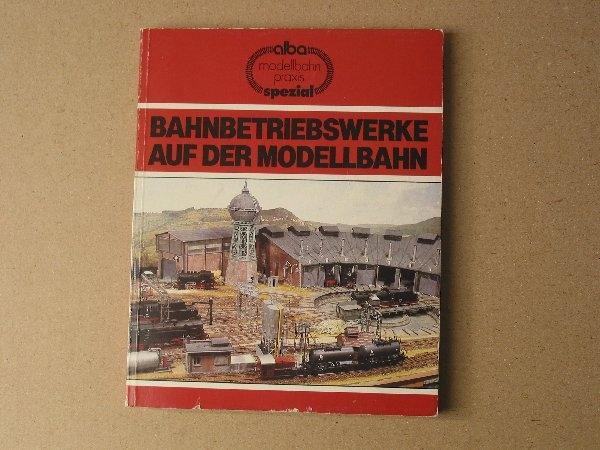 alba
modellbahn
praxis
spezial
BAHNBETRIEBSWERKE
AUF DER MODELLBAHN